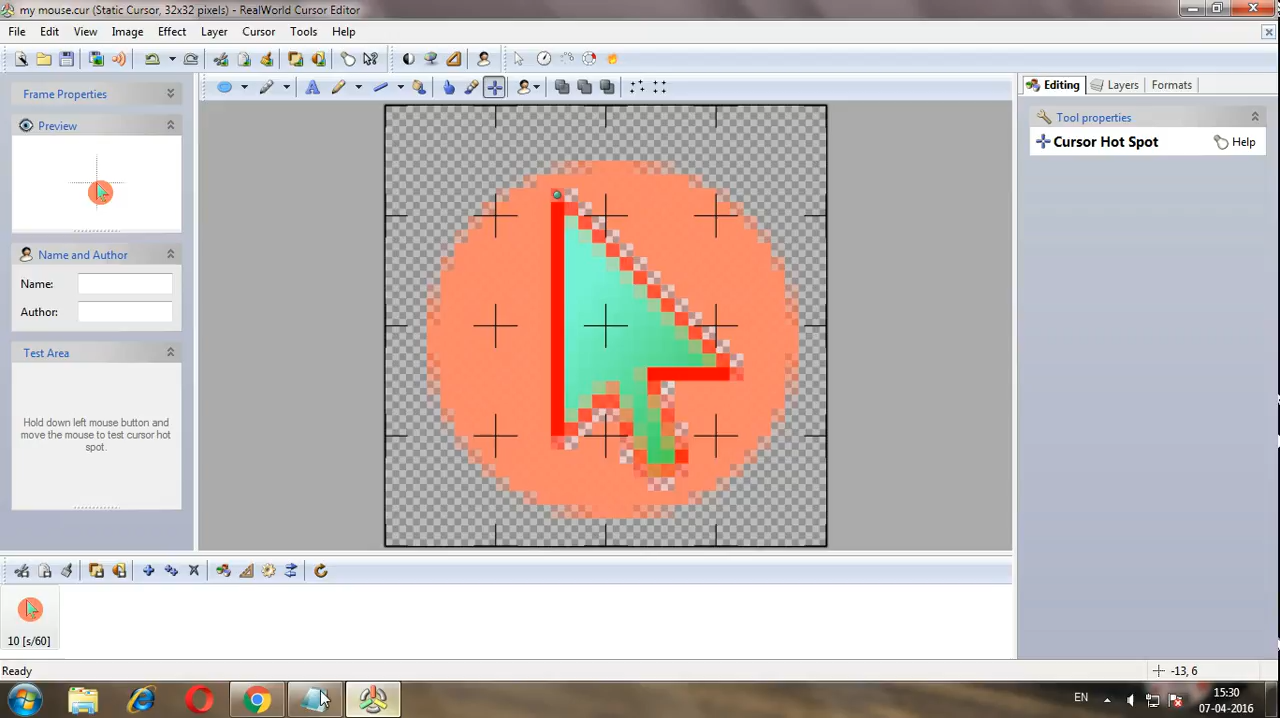 my mouse.cur (Static Cursor, 32x32 pixels) - RealWorld Cursor Editor
File Edit View Image Effect Layer Cursor Tools Help
Frame Properties
Preview
Name and Author
Name:
Author:
Test Area
Hold down left mouse button and
move the mouse to test cursor hot
spot.
Editing Layers Formats
Tool properties
Cursor Hot Spot Help
10 [s/60]
Ready
-13, 6
EN
15:30
07-04-2016